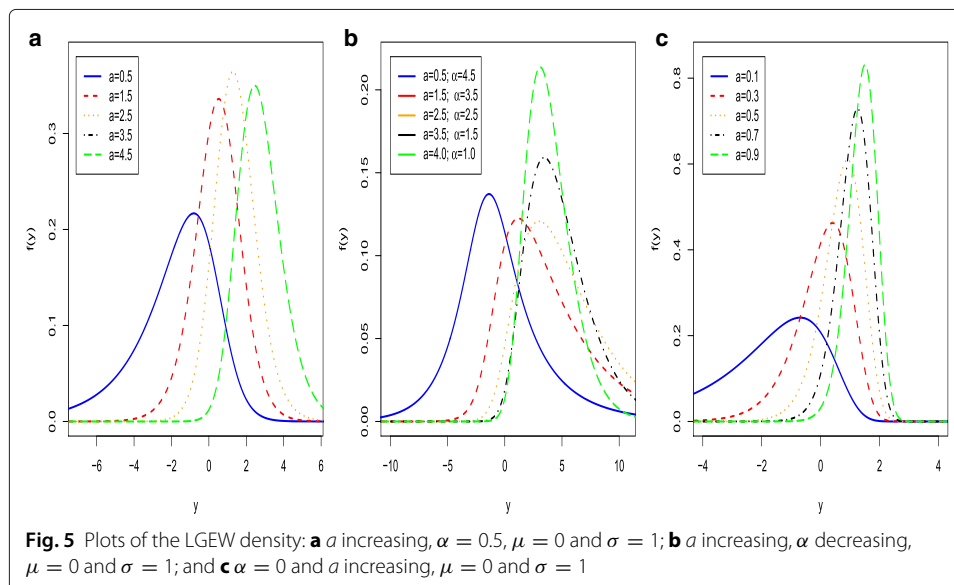 a
a=0.5
a=1.5
a=2.5
a=3.5
a=4.5
f(y)
0.0
0.1
0.2
0.3
−6
−4
−2
0
2
4
6
y
b
a=0.5; α=4.5
a=1.5; α=3.5
a=2.5; α=2.5
a=3.5; α=1.5
a=4.0; α=1.0
f(y)
0.00
0.05
0.10
0.15
0.20
−10
−5
0
5
10
y
c
a=0.1
a=0.3
a=0.5
a=0.7
a=0.9
f(y)
0.0
0.2
0.4
0.6
0.8
−4
−2
0
2
4
y
Fig. 5 Plots of the LGEW density: a a increasing, α = 0.5, μ = 0 and σ = 1; b a increasing, α decreasing,
μ = 0 and σ = 1; and c α = 0 and a increasing, μ = 0 and σ = 1